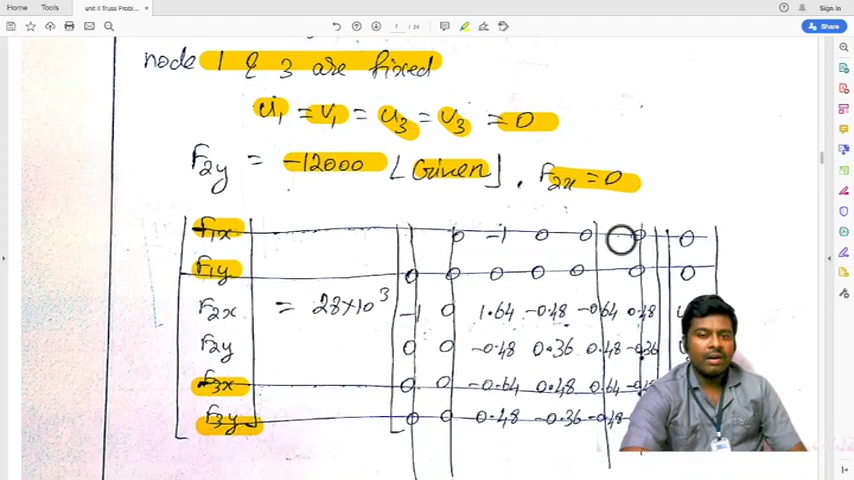 Home Tools unit II Truss Probl... × Sign In
7 / 24
node 1 & 3 are fixed
u1 = v1 = u3 = v3 = 0
F2y = -12000 [Given], F2x = 0
F1x 0 -1 0 0 0 0
F1y 0 0 0 0 0 0 0
F2x = 28×10³ -1 0 1.64 -0.48 -0.64 0.48
F2y 0 0 -0.48 0.36 0.48 -0.36
F3x 0 0 -0.64 0.48 0.64
F3y 0 0 0.48 -0.36 -0.48